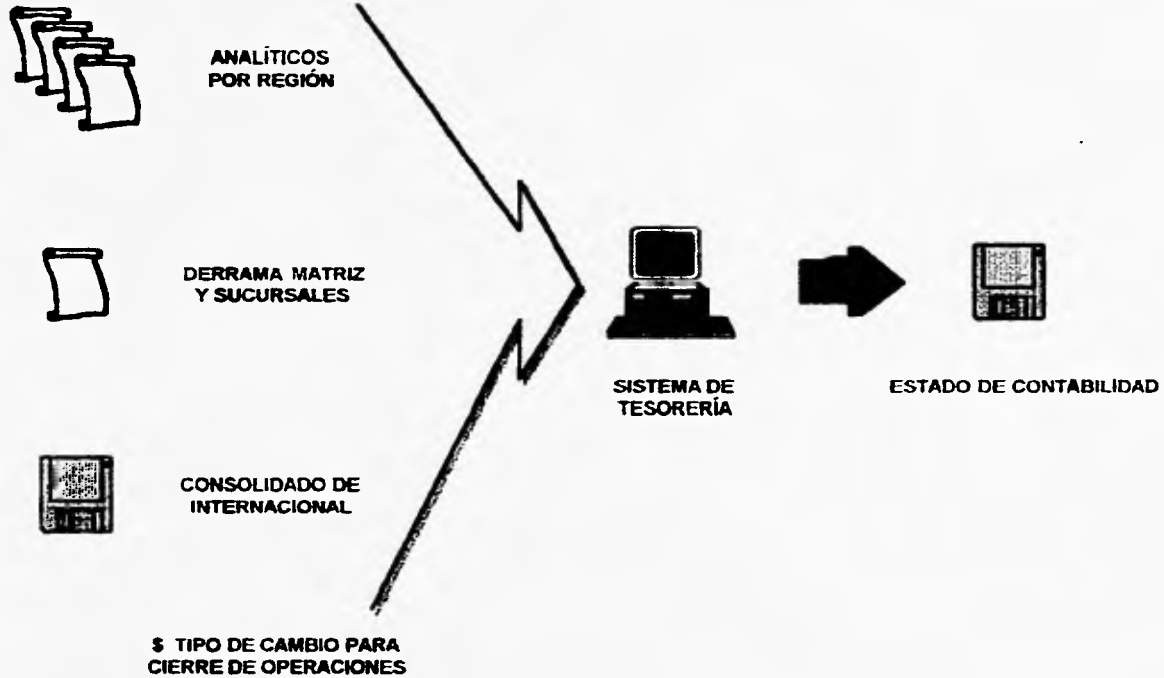 ANALÍTICOS
POR REGIÓN
DERRAMA MATRIZ
Y SUCURSALES
SISTEMA DE
TESORERÍA
ESTADO DE CONTABILIDAD
CONSOLIDADO DE
INTERNACIONAL
$ TIPO DE CAMBIO PARA
CIERRE DE OPERACIONES